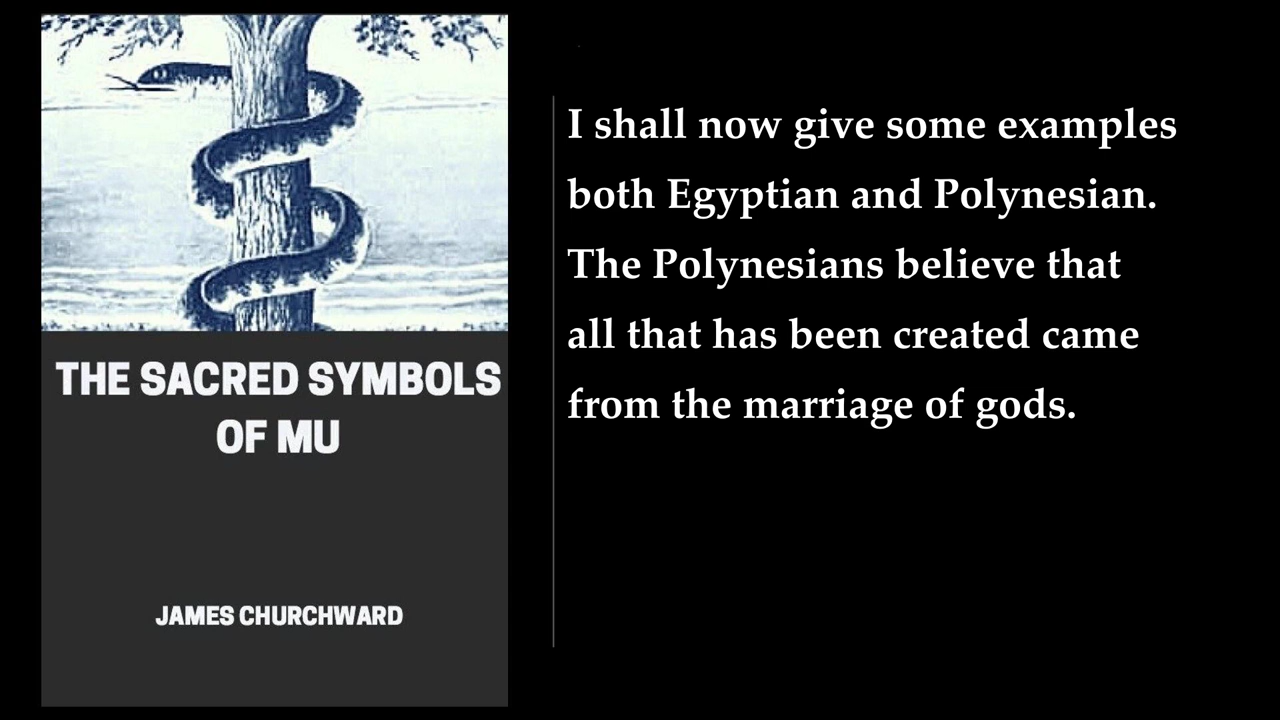 THE SACRED SYMBOLS
OF MU
JAMES CHURCHWARD
I shall now give some examples
both Egyptian and Polynesian.
The Polynesians believe that
all that has been created came
from the marriage of gods.